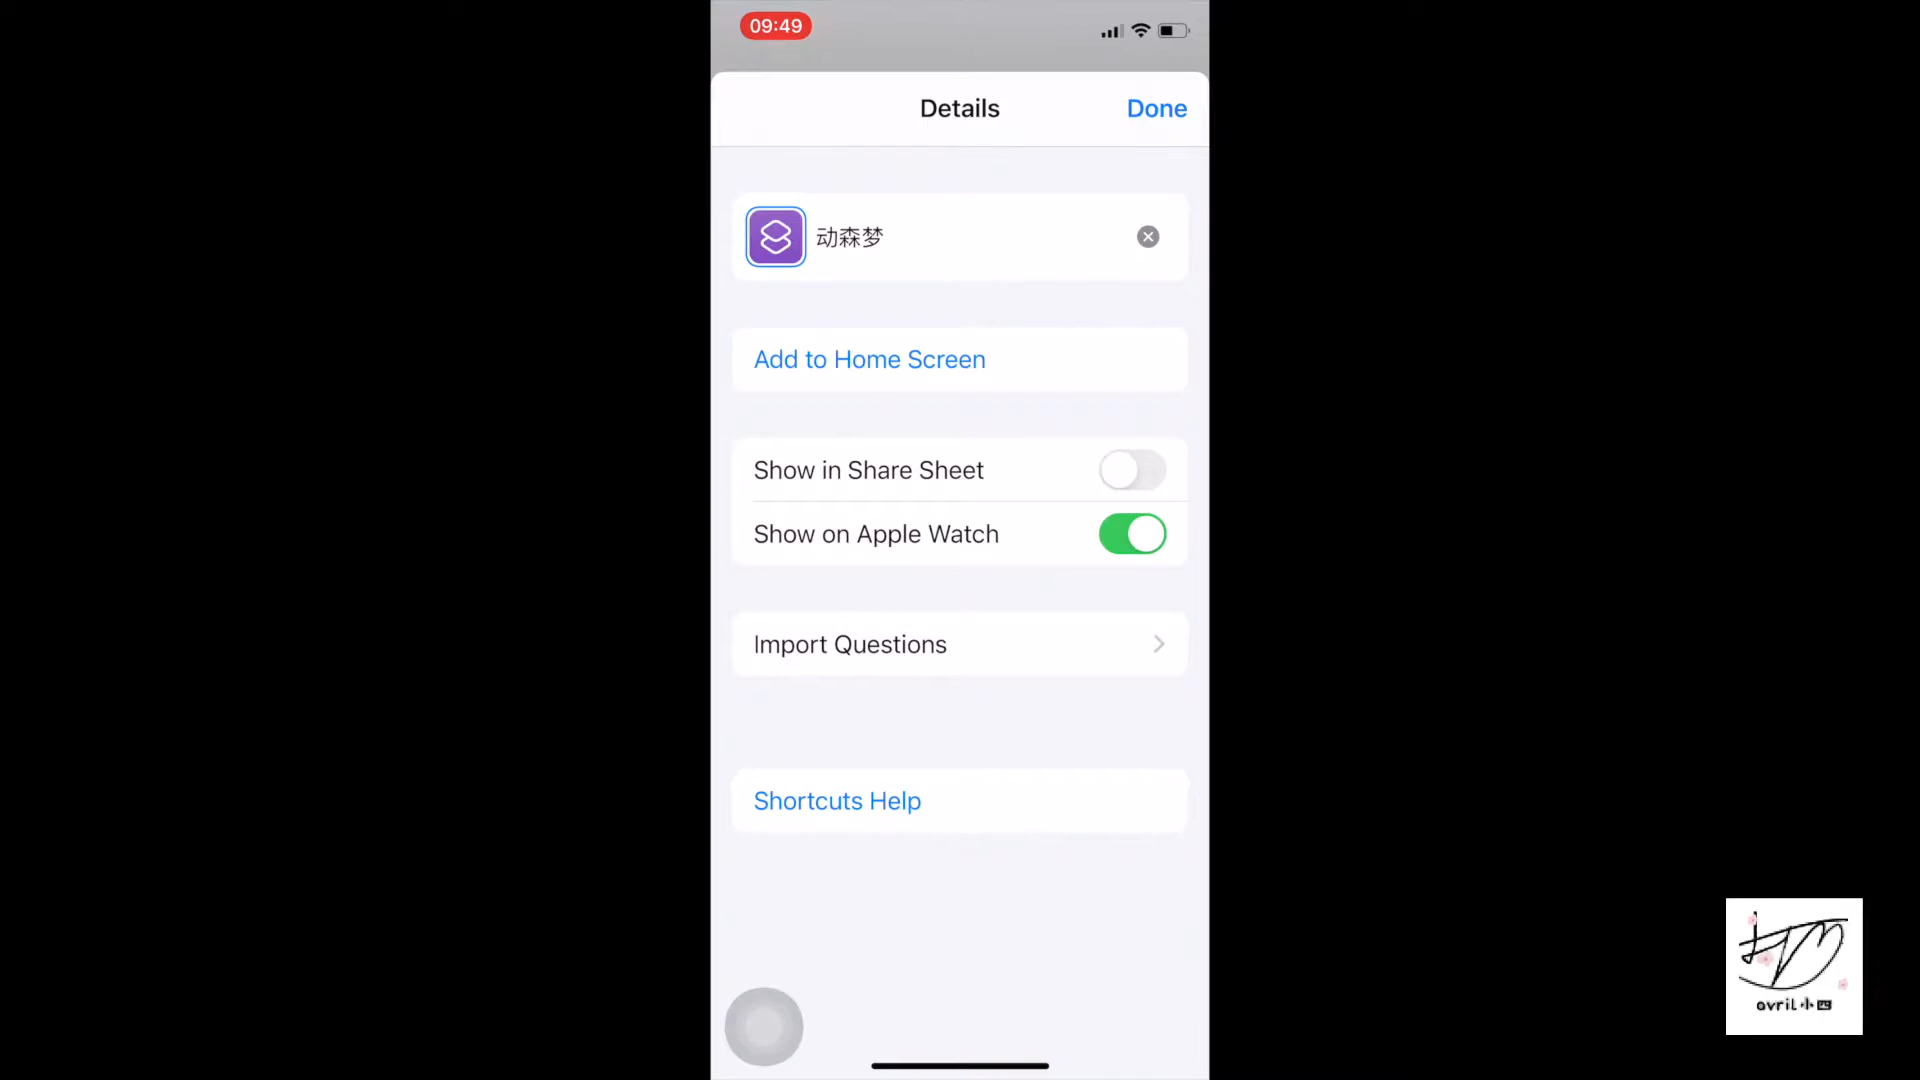 09:49
Details
Done
动森梦
Add to Home Screen
Show in Share Sheet
Show on Apple Watch
Import Questions
Shortcuts Help
avril小四